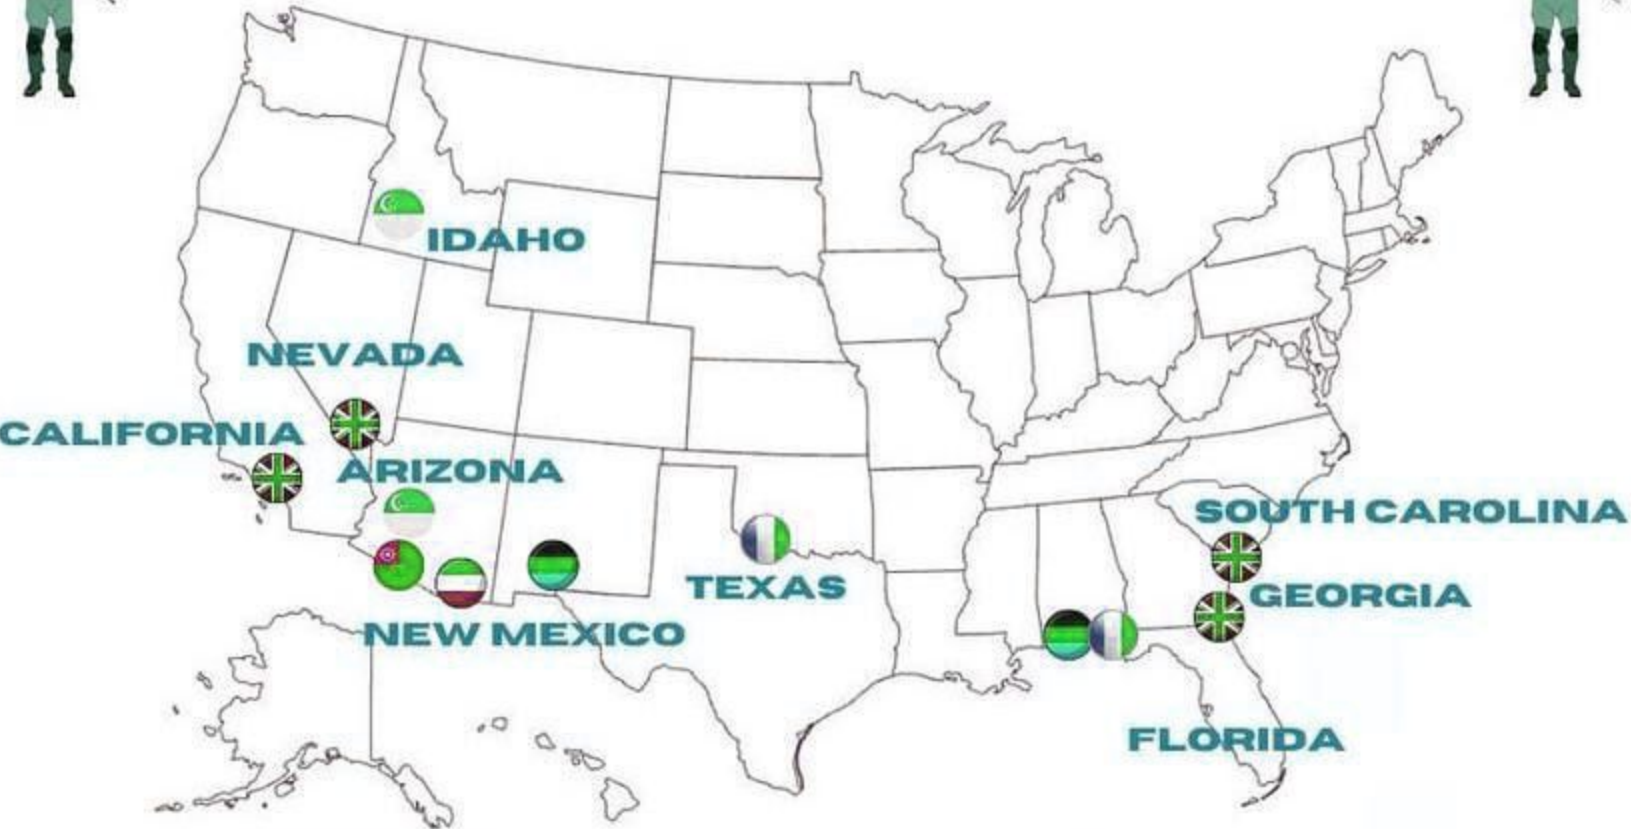 IDAHO
NEVADA
CALIFORNIA
ARIZONA
SOUTH CAROLINA
TEXAS
GEORGIA
NEW MEXICO
FLORIDA